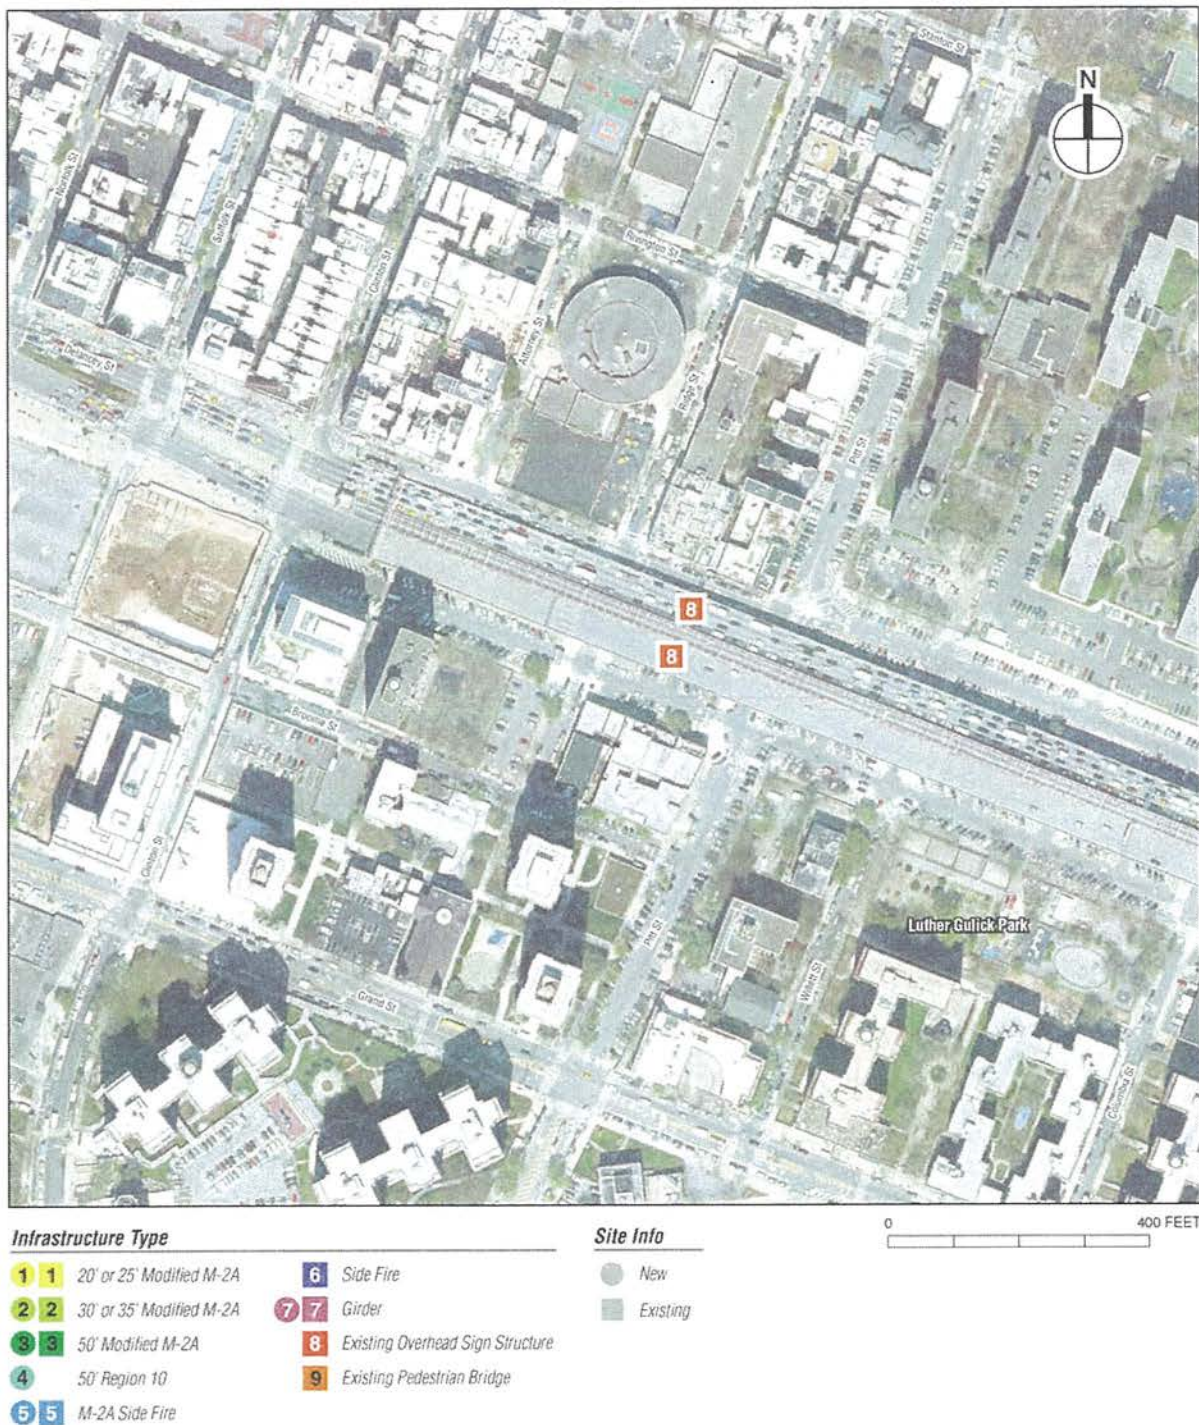 N
Stanton St
Norfolk St
Suffolk St
Clinton St
Rivington St
Attorney St
Ridge St
Delancey St
Pitt St
8
8
Broome St
Clinton St
Pitt St
Luther Gulick Park
Willett St
Grand St
Columbia St
0 400 FEET
Infrastructure Type
1 1 20' or 25' Modified M-2A
2 2 30' or 35' Modified M-2A
3 3 50' Modified M-2A
4 50' Region 10
5 5 M-2A Side Fire
6 Side Fire
7 7 Girder
8 Existing Overhead Sign Structure
9 Existing Pedestrian Bridge
Site Info
New
Existing